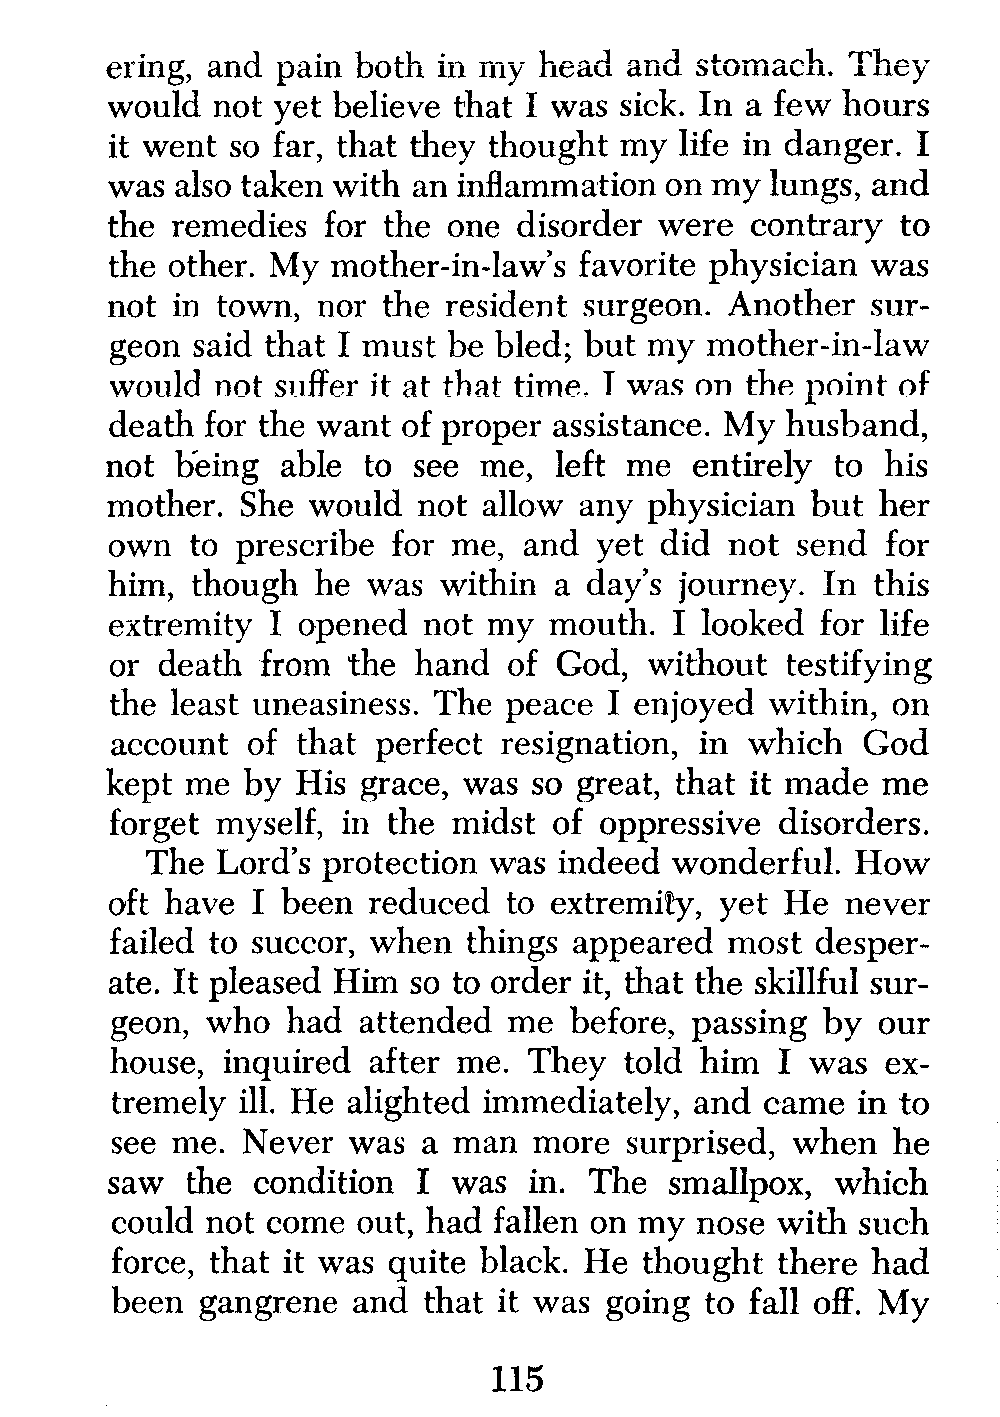 ering, and pain both in my head and stomach. They
would not yet believe that I was sick. In a few hours
it went so far, that they thought my life in danger. I
was also taken with an inflammation on my lungs, and
the remedies for the one disorder were contrary to
the other. My mother-in-law's favorite physician was
not in town, nor the resident surgeon. Another sur-
geon said that I must be bled; but my mother-in-law
would not suffer it at that time. I was on the point of
death for the want of proper assistance. My husband,
not being able to see me, left me entirely to his
mother. She would not allow any physician but her
own to prescribe for me, and yet did not send for
him, though he was within a day's journey. In this
extremity I opened not my mouth. I looked for life
or death from the hand of God, without testifying
the least uneasiness. The peace I enjoyed within, on
account of that perfect resignation, in which God
kept me by His grace, was so great, that it made me
forget myself, in the midst of oppressive disorders.
The Lord's protection was indeed wonderful. How
oft have I been reduced to extremity, yet He never
failed to succor, when things appeared most desper-
ate. It pleased Him so to order it, that the skillful sur-
geon, who had attended me before, passing by our
house, inquired after me. They told him I was ex-
tremely ill. He alighted immediately, and came in to
see me. Never was a man more surprised, when he
saw the condition I was in. The smallpox, which
could not come out, had fallen on my nose with such
force, that it was quite black. He thought there had
been gangrene and that it was going to fall off. My
115